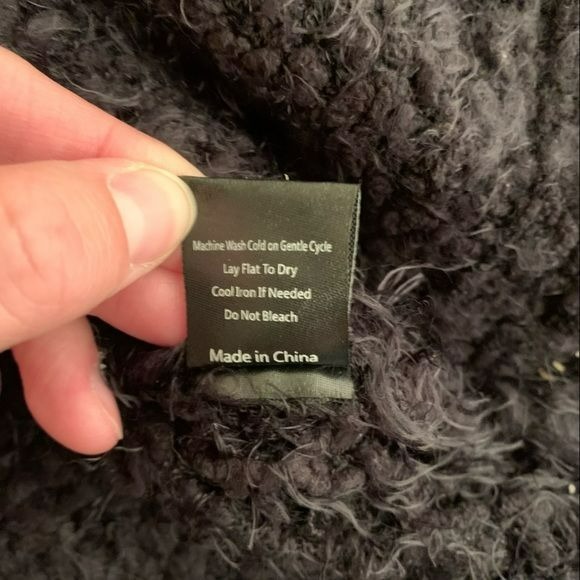 Machine Wash Cold on Gentle Cycle
Lay Flat To Dry
Cool Iron If Needed
Do Not Bleach
Made in China